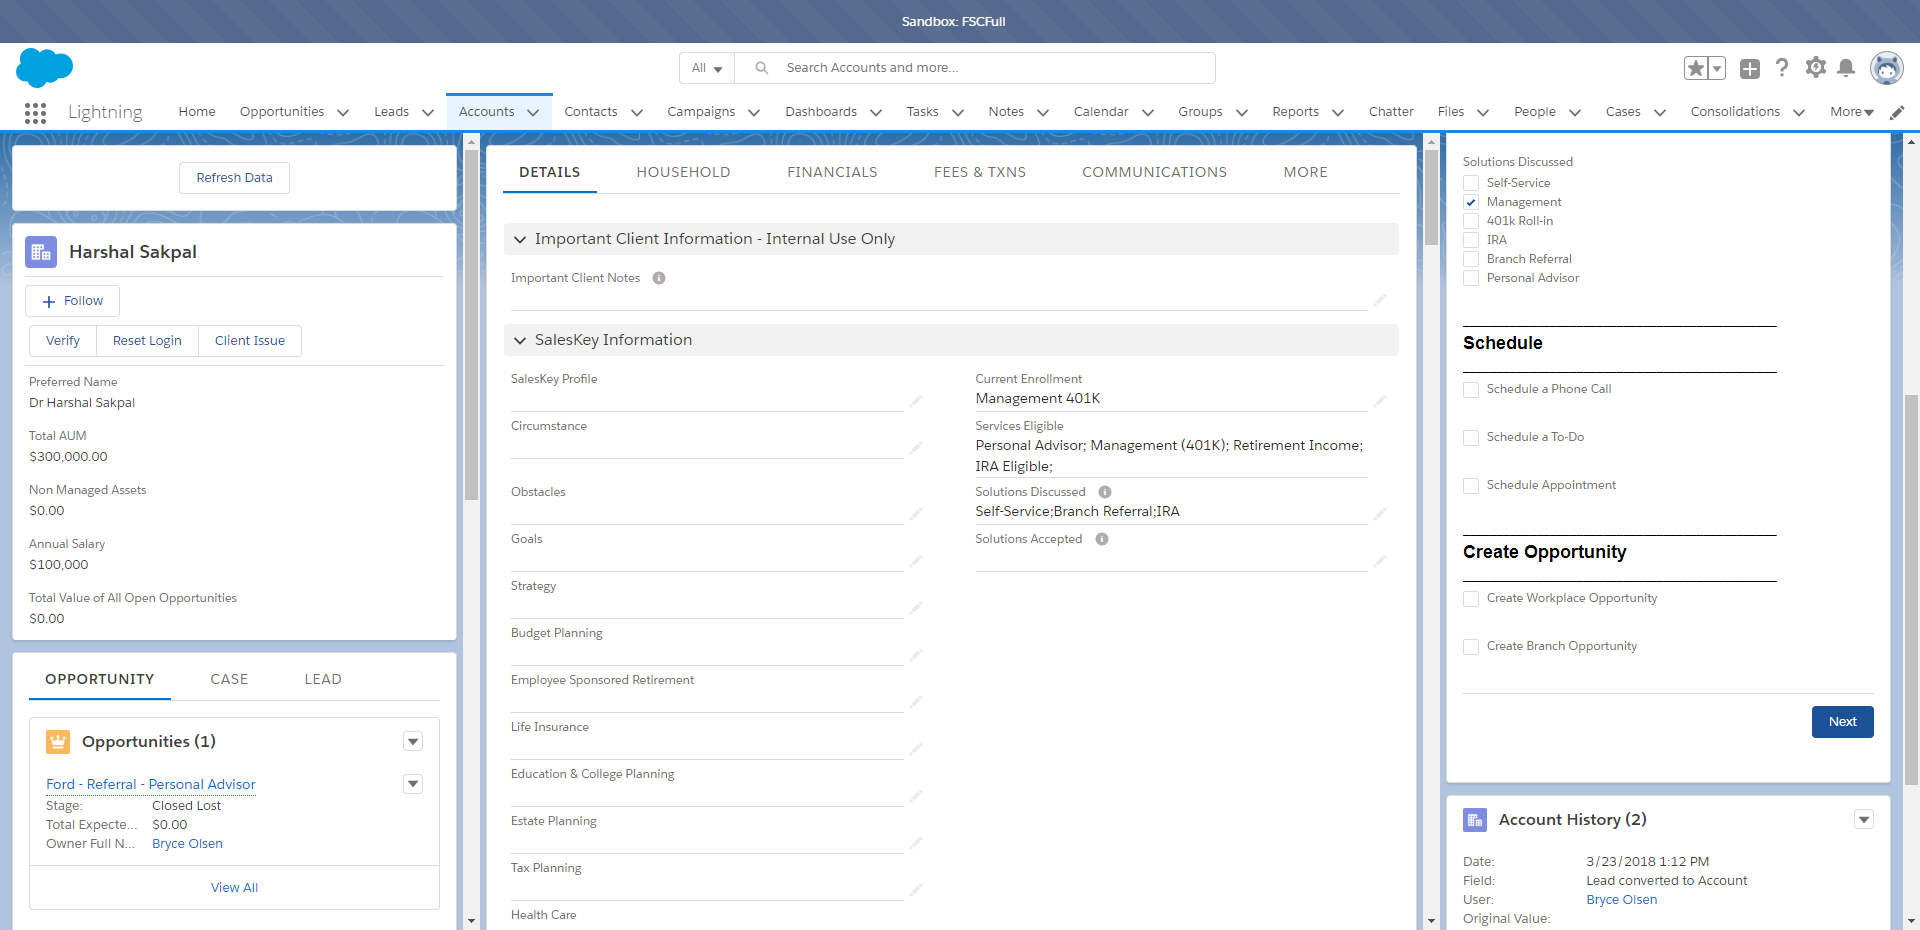 Sandbox: FSCFull
All
Search Accounts and more...
Lightning
Home
Opportunities
Leads
Accounts
Contacts
Campaigns
Dashboards
Tasks
Notes
Calendar
Groups
Reports
Chatter
Files
People
Cases
Consolidations
More
Refresh Data
Harshal Sakpal
Follow
Verify
Reset Login
Client Issue
Preferred Name
Dr Harshal Sakpal
Total AUM
$300,000.00
Non Managed Assets
$0.00
Annual Salary
$100,000
Total Value of All Open Opportunities
$0.00
OPPORTUNITY
CASE
LEAD
Opportunities (1)
Ford - Referral - Personal Advisor
Stage: Closed Lost
Total Expecte... $0.00
Owner Full N... Bryce Olsen
View All
DETAILS
HOUSEHOLD
FINANCIALS
FEES & TXNS
COMMUNICATIONS
MORE
Important Client Information - Internal Use Only
Important Client Notes
SalesKey Information
SalesKey Profile
Circumstance
Obstacles
Goals
Strategy
Budget Planning
Employee Sponsored Retirement
Life Insurance
Education & College Planning
Estate Planning
Tax Planning
Health Care
Current Enrollment
Management 401K
Services Eligible
Personal Advisor; Management (401K); Retirement Income;
IRA Eligible;
Solutions Discussed
Self-Service;Branch Referral;IRA
Solutions Accepted
Solutions Discussed
Self-Service
Management
401k Roll-in
IRA
Branch Referral
Personal Advisor
Schedule
Schedule a Phone Call
Schedule a To-Do
Schedule Appointment
Create Opportunity
Create Workplace Opportunity
Create Branch Opportunity
Next
Account History (2)
Date: 3/23/2018 1:12 PM
Field: Lead converted to Account
User: Bryce Olsen
Original Value: